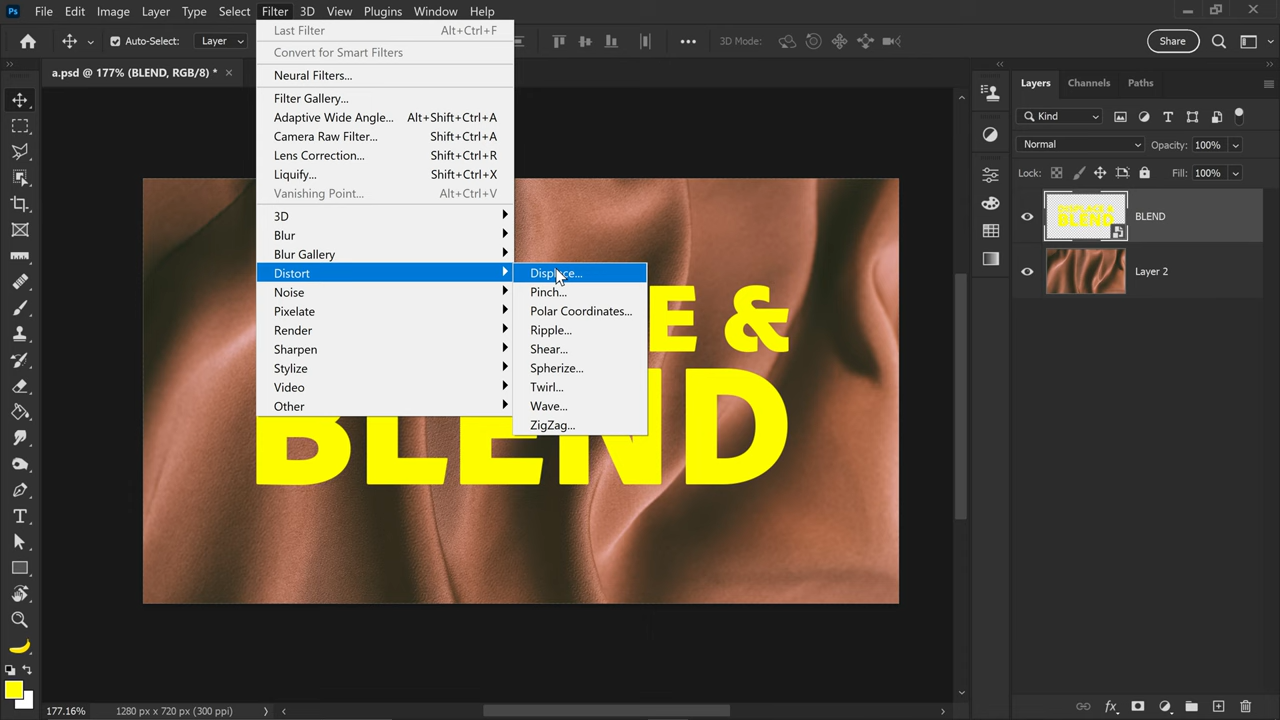 Ps File Edit Image Layer Type Select Filter 3D View Plugins Window Help
Auto-Select: Layer 3D Mode: Share
a.psd @ 177% (BLEND, RGB/8) *
Last Filter Alt+Ctrl+F
Convert for Smart Filters
Neural Filters...
Filter Gallery...
Adaptive Wide Angle... Alt+Shift+Ctrl+A
Camera Raw Filter... Shift+Ctrl+A
Lens Correction... Shift+Ctrl+R
Liquify... Shift+Ctrl+X
Vanishing Point... Alt+Ctrl+V
3D
Blur
Blur Gallery
Distort
Noise
Pixelate
Render
Sharpen
Stylize
Video
Other
Displace...
Pinch...
Polar Coordinates...
Ripple...
Shear...
Spherize...
Twirl...
Wave...
ZigZag...
E &
BLEND
Layers Channels Paths
Kind
Normal Opacity: 100%
Lock: Fill: 100%
BLEND
Layer 2
177.16% 1280 px x 720 px (300 ppi)